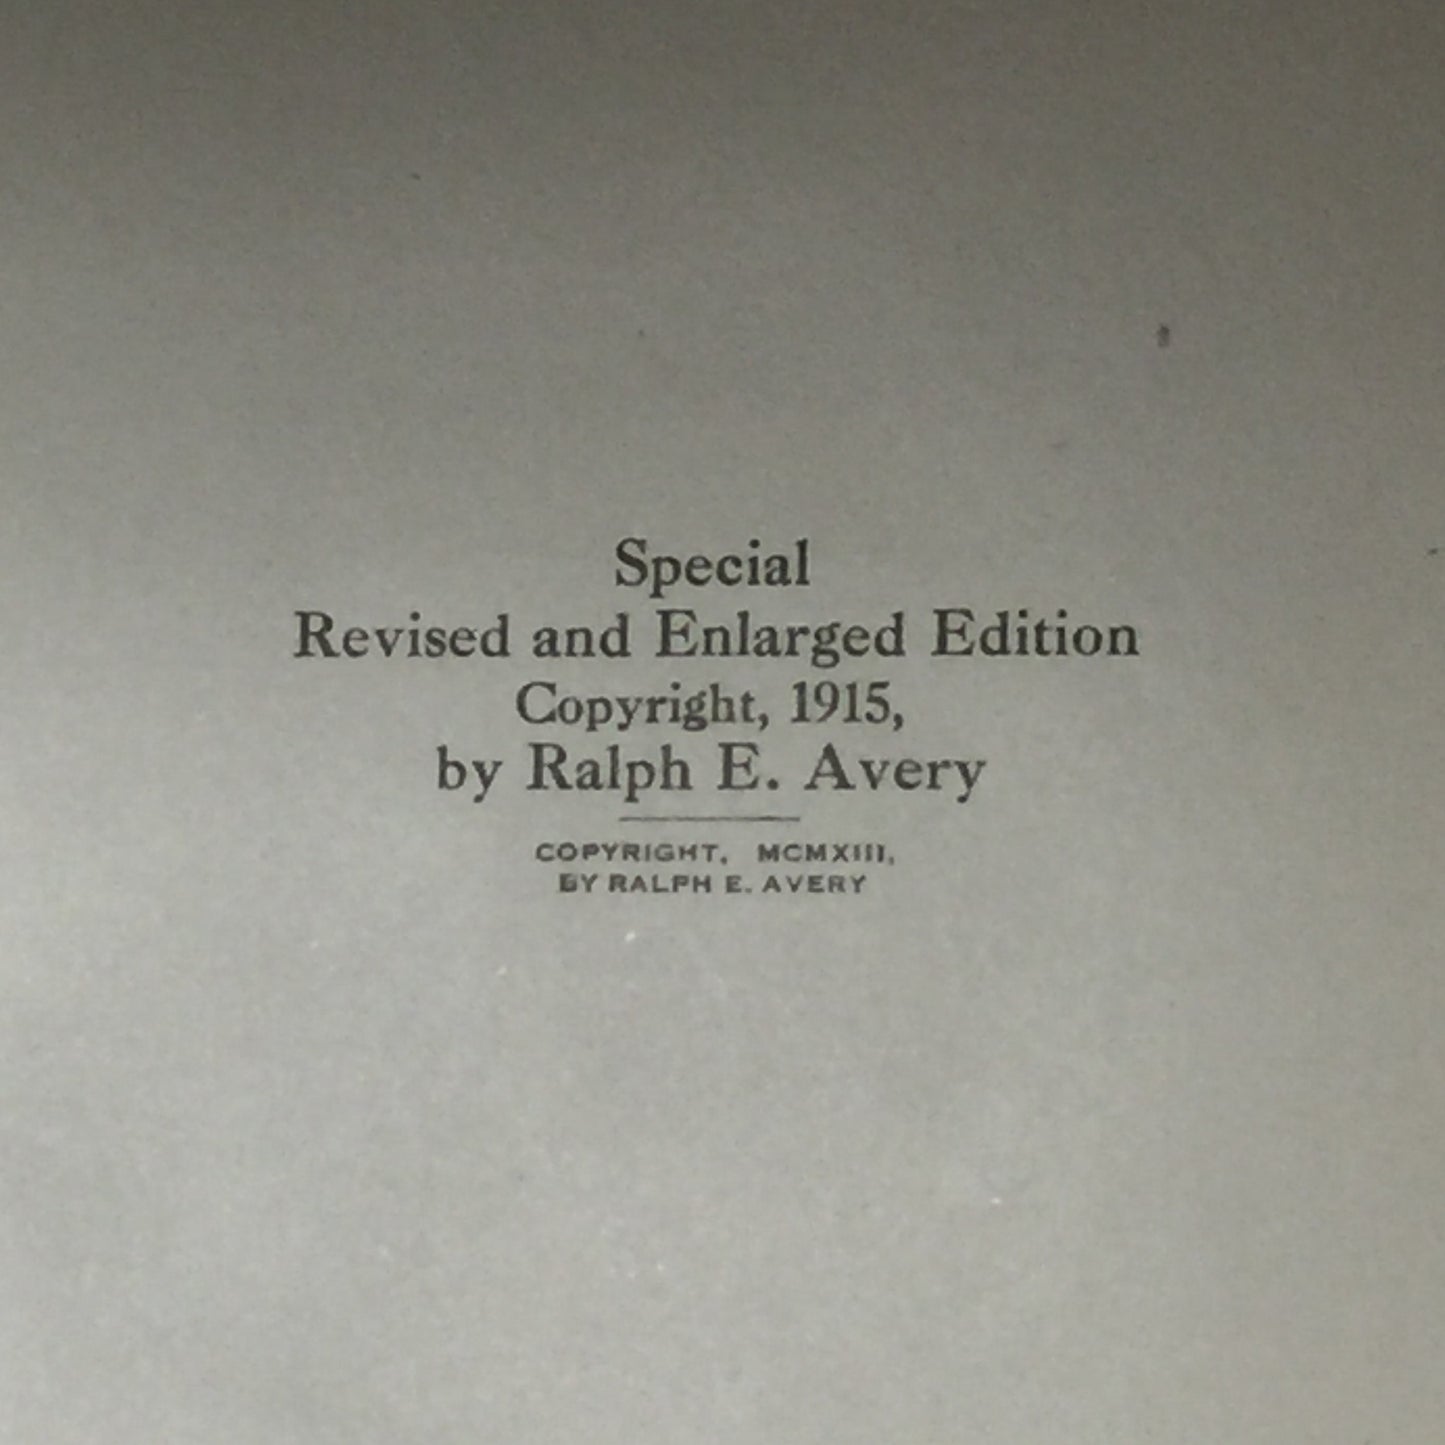 Special
Revised and Enlarged Edition
Copyright, 1915,
by Ralph E. Avery
COPYRIGHT, MCMXIII,
BY RALPH E. AVERY